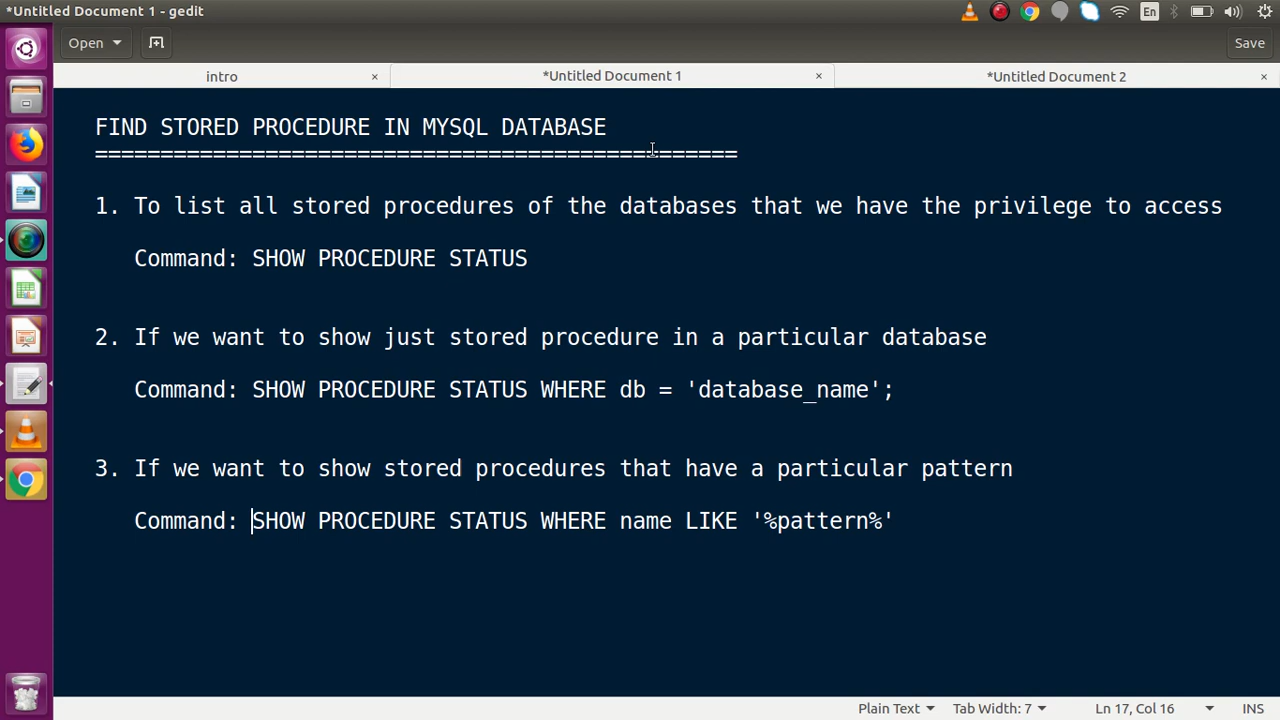 *Untitled Document 1 - gedit
En
Open
Save
intro
*Untitled Document 1
*Untitled Document 2
FIND STORED PROCEDURE IN MYSQL DATABASE
=================================================
1. To list all stored procedures of the databases that we have the privilege to access
Command: SHOW PROCEDURE STATUS
2. If we want to show just stored procedure in a particular database
Command: SHOW PROCEDURE STATUS WHERE db = 'database_name';
3. If we want to show stored procedures that have a particular pattern
Command: SHOW PROCEDURE STATUS WHERE name LIKE '%pattern%'
Plain Text
Tab Width: 7
Ln 17, Col 16
INS